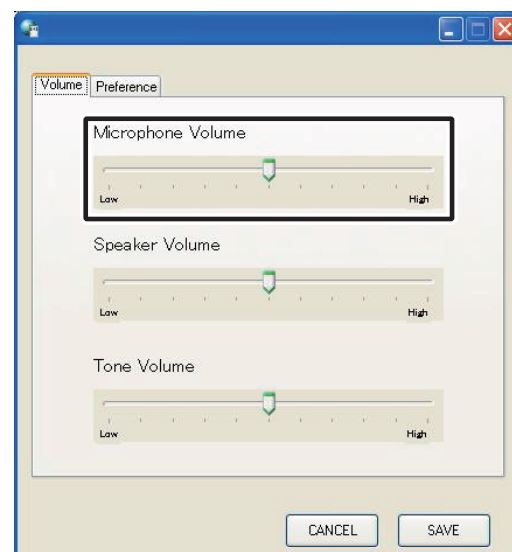 Volume Preference
Microphone Volume
Low High
Speaker Volume
Low High
Tone Volume
Low High
CANCEL SAVE